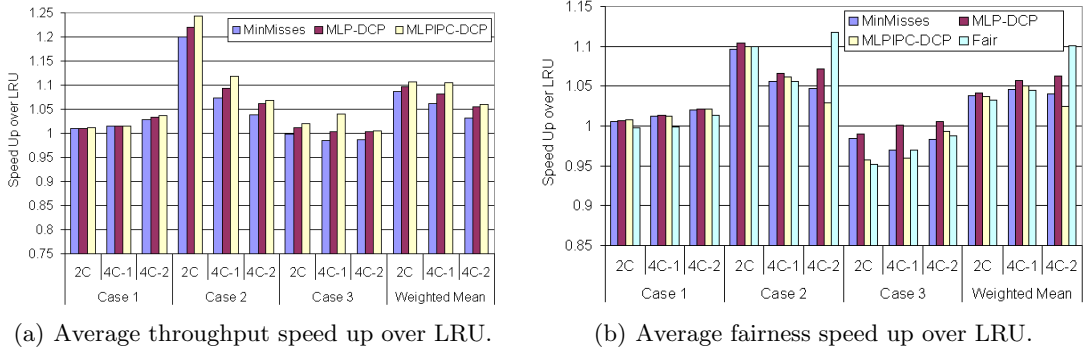 1.25
1.2
1.15
1.1
1.05
1
0.95
0.9
0.85
0.8
0.75
Speed Up over LRU
MinMisses MLP-DCP MLPIPC-DCP
2C 4C-1 4C-2 2C 4C-1 4C-2 2C 4C-1 4C-2 2C 4C-1 4C-2
Case 1 Case 2 Case 3 Weighted Mean
(a) Average throughput speed up over LRU.
1.15
1.1
1.05
1
0.95
0.9
0.85
Speed Up over LRU
MinMisses MLP-DCP
MLPIPC-DCP Fair
2C 4C-1 4C-2 2C 4C-1 4C-2 2C 4C-1 4C-2 2C 4C-1 4C-2
Case 1 Case 2 Case 3 Weighted Mean
(b) Average fairness speed up over LRU.